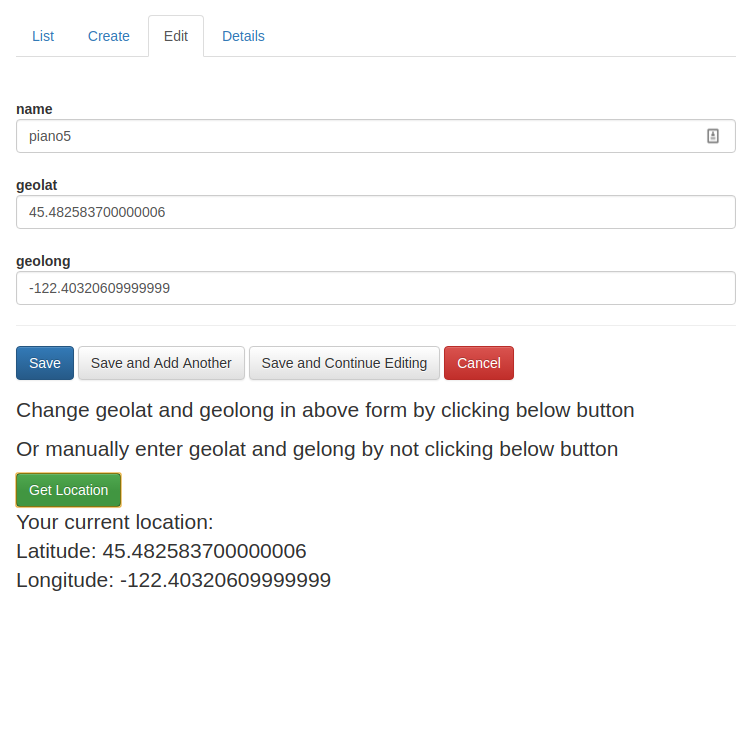 List Create Edit Details
name
piano5
geolat
45.482583700000006
geolong
-122.40320609999999
Save Save and Add Another Save and Continue Editing Cancel
Change geolat and geolong in above form by clicking below button
Or manually enter geolat and gelong by not clicking below button
Get Location
Your current location:
Latitude: 45.482583700000006
Longitude: -122.40320609999999